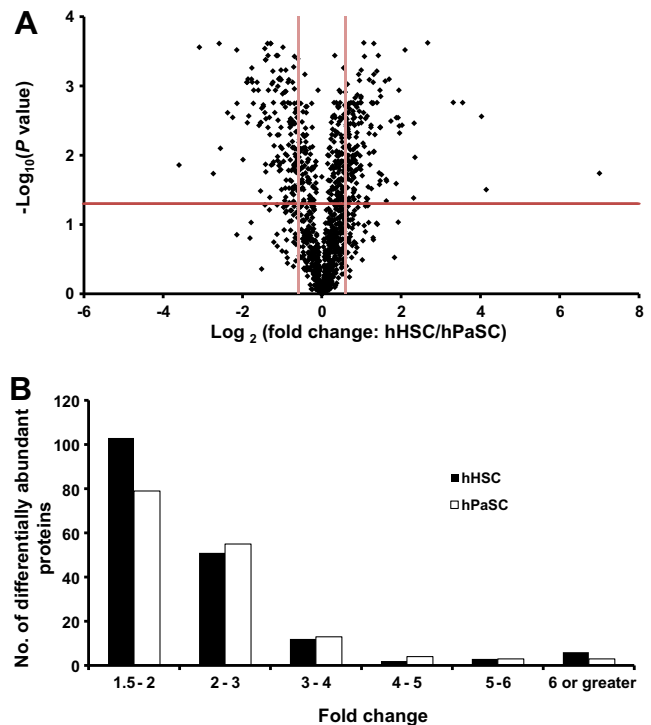 A
4
3
2
1
0
-Log10(P value)
-6 -4 -2 0 2 4 6 8
Log 2 (fold change: hHSC/hPaSC)
B
120
100
80
60
40
20
0
No. of differentially abundant
proteins
hHSC
hPaSC
1.5 - 2 2 - 3 3 - 4 4 - 5 5-6 6 or greater
Fold change